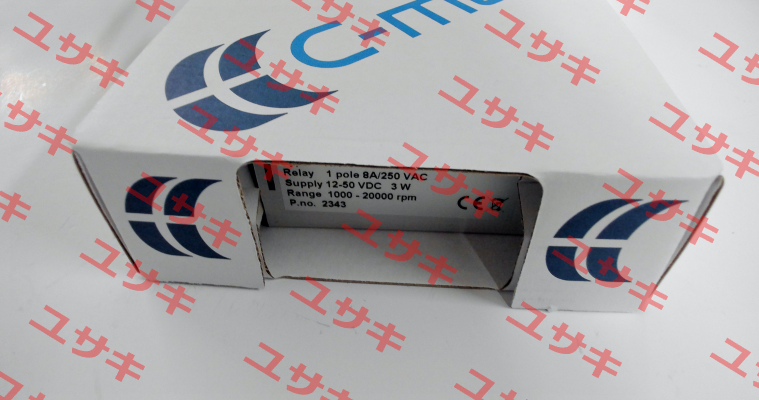 Relay 1 pole 8A/250 VAC
Supply 12-50 VDC 3 W
Range 1000 - 20000 rpm
P.no. 2343
CE
ユサキ